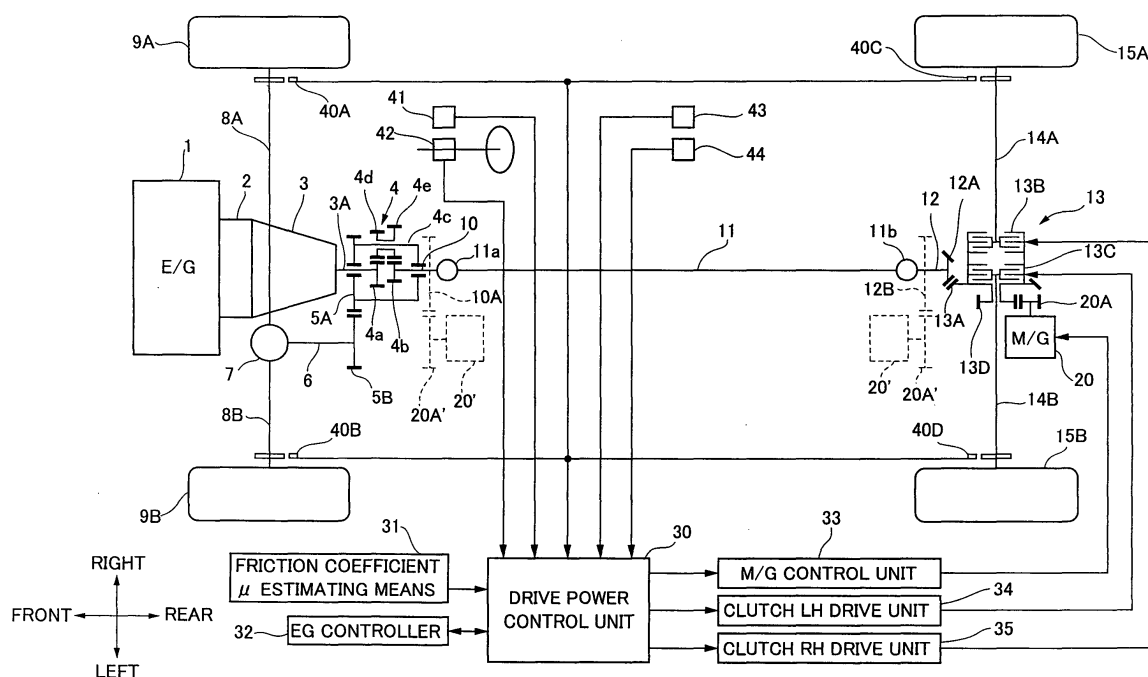 9A
40A
40C
15A
8A
41
42
43
44
14A
1
2
3
3A
4d
4
4e
4c
10
11a
11
11b
12
12A
13B
13
13C
E/G
5A
4a
4b
10A
12B
13A
13D
20A
M/G
20
7
6
5B
20A'
20'
20'
20A'
14B
8B
40B
40D
15B
9B
31
30
33
FRICTION COEFFICIENT
μ ESTIMATING MEANS
DRIVE POWER
CONTROL UNIT
M/G CONTROL UNIT
34
CLUTCH LH DRIVE UNIT
32
EG CONTROLLER
35
CLUTCH RH DRIVE UNIT
RIGHT
FRONT
REAR
LEFT